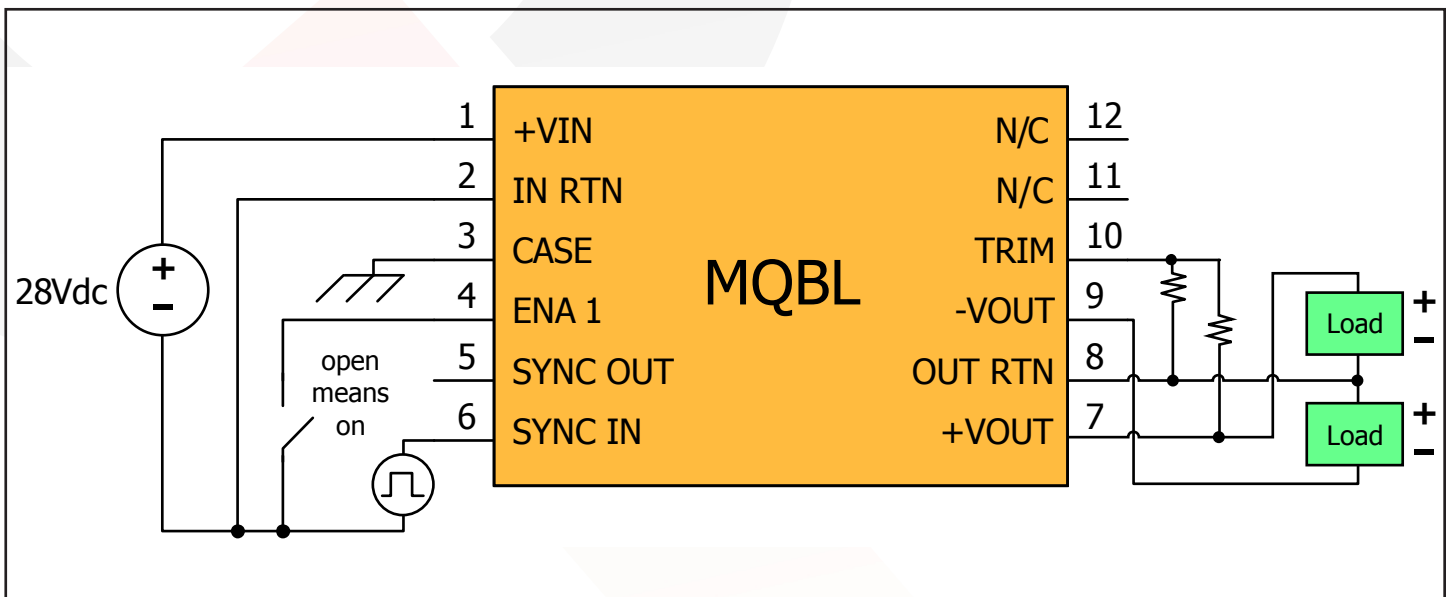 1
+VIN
2
IN RTN
3
CASE
4
ENA 1
5
SYNC OUT
6
SYNC IN
28Vdc
+
−
open
means
on
MQBL
12
N/C
11
N/C
10
TRIM
9
-VOUT
8
OUT RTN
7
+VOUT
Load
+
−
Load
+
−